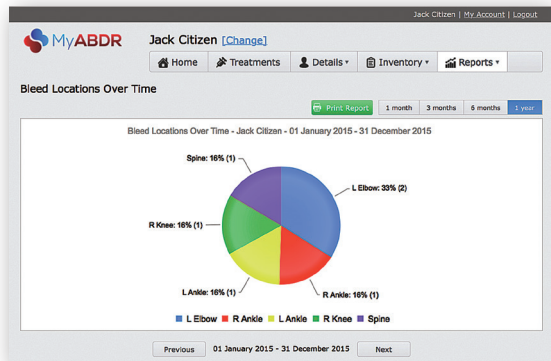 Jack Citizen | My Account | Logout
MyABDR
Jack Citizen [Change]
Home Treatments Details Inventory Reports
Bleed Locations Over Time
Print Report 1 month 3 months 6 months 1 year
Bleed Locations Over Time - Jack Citizen - 01 January 2015 - 31 December 2015
Spine: 16% (1)
L Elbow: 33% (2)
R Knee: 16% (1)
L Ankle: 16% (1)
R Ankle: 16% (1)
L Elbow R Ankle L Ankle R Knee Spine
Previous 01 January 2015 - 31 December 2015 Next